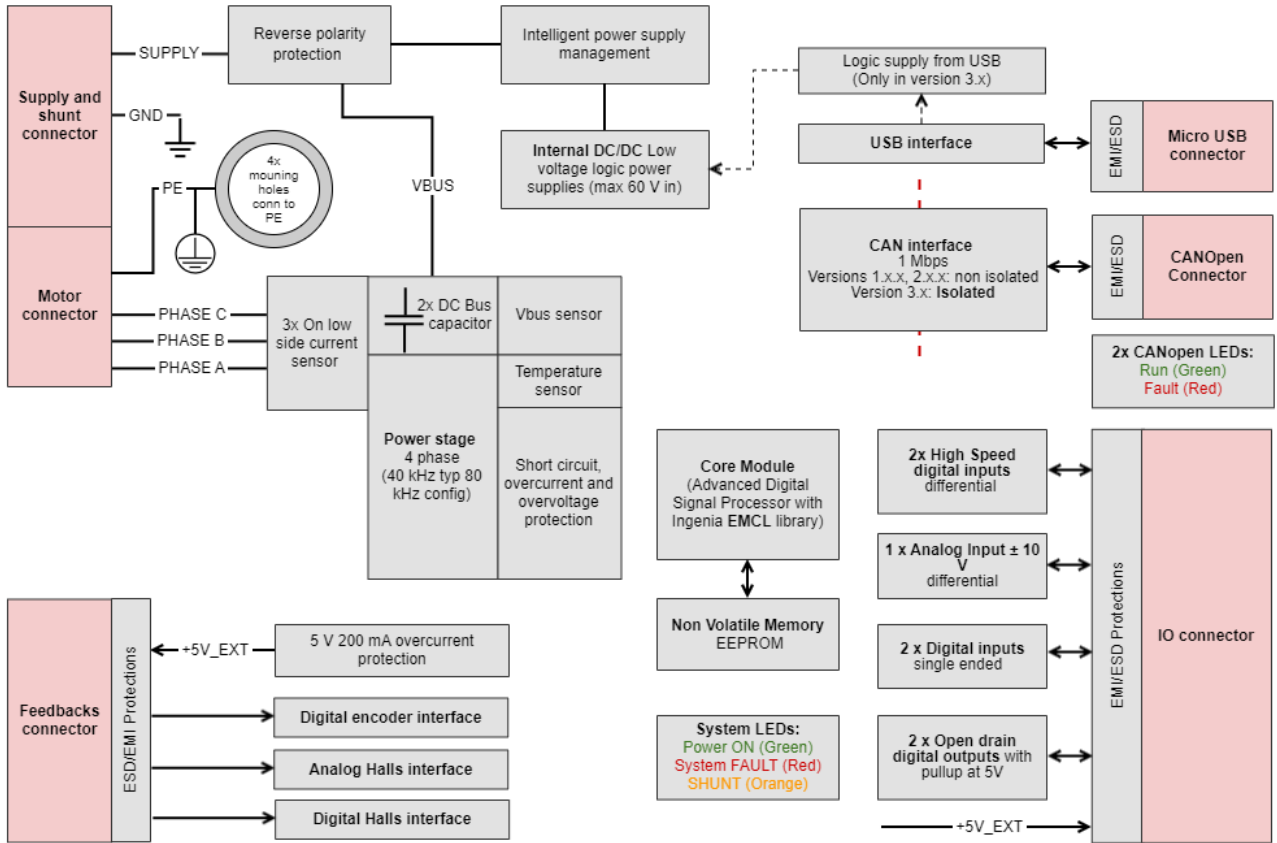 Supply and
shunt
connector
SUPPLY
GND
PE
Reverse polarity
protection
Intelligent power supply
management
4x
mouning
holes
conn to
PE
VBUS
Internal DC/DC Low
voltage logic power
supplies (max 60 V in)
Logic supply from USB
(Only in version 3.x)
USB interface
EMI/ESD
Micro USB
connector
CAN interface
1 Mbps
Versions 1.x.x, 2.x.x: non isolated
Version 3.x: Isolated
EMI/ESD
CANOpen
Connector
2x CANopen LEDs:
Run (Green)
Fault (Red)
Motor
connector
PHASE C
PHASE B
PHASE A
3x On low
side current
sensor
2x DC Bus
capacitor
Vbus sensor
Temperature
sensor
Power stage
4 phase
(40 kHz typ 80
kHz config)
Short circuit,
overcurrent and
overvoltage
protection
Core Module
(Advanced Digital
Signal Processor with
Ingenia EMCL library)
Non Volatile Memory
EEPROM
System LEDs:
Power ON (Green)
System FAULT (Red)
SHUNT (Orange)
2x High Speed
digital inputs
differential
1 x Analog Input ± 10
V
differential
2 x Digital inputs
single ended
2 x Open drain
digital outputs with
pullup at 5V
+5V_EXT
EMI/ESD Protections
IO connector
Feedbacks
connector
ESD/EMI Protections
+5V_EXT
5 V 200 mA overcurrent
protection
Digital encoder interface
Analog Halls interface
Digital Halls interface